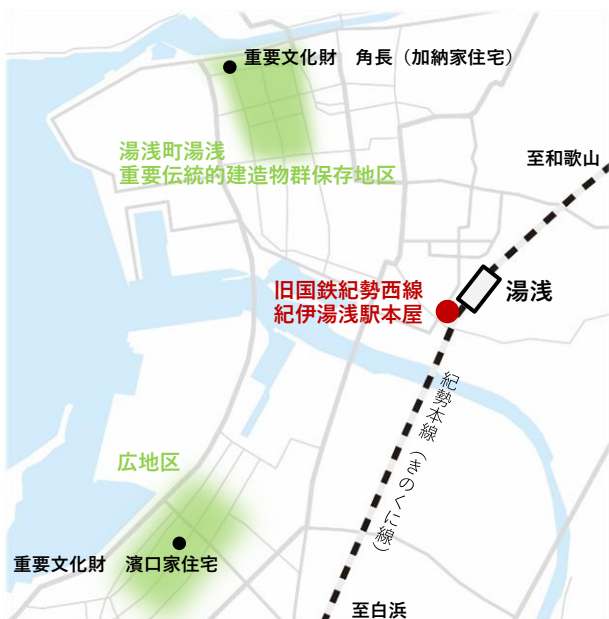 重要文化財　角長（加納家住宅）
湯浅町湯浅
重要伝統的建造物群保存地区
至和歌山
旧国鉄紀勢西線
紀伊湯浅駅本屋
湯浅
紀勢本線（きのくに線）
広地区
重要文化財　濱口家住宅
至白浜